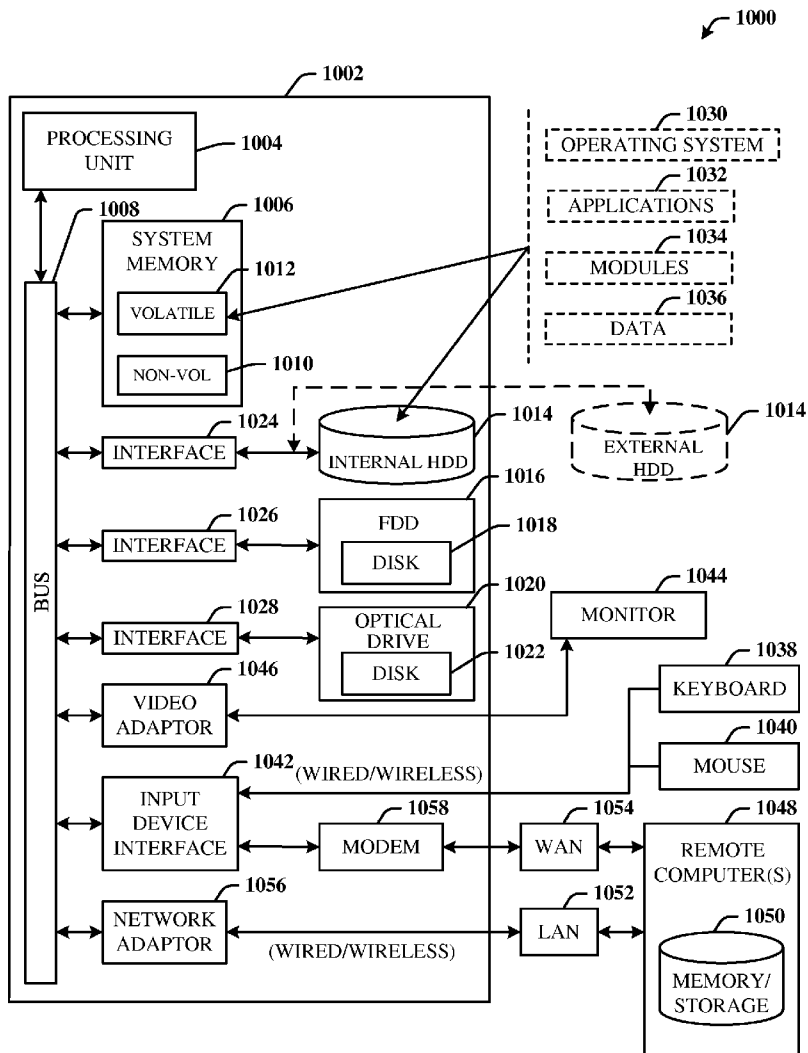 1000
1002
PROCESSING
UNIT
1004
1030
OPERATING SYSTEM
1032
APPLICATIONS
1034
MODULES
1036
DATA
1008
1006
SYSTEM
MEMORY
1012
VOLATILE
1010
NON-VOL
BUS
1024
INTERFACE
1014
INTERNAL HDD
1014
EXTERNAL
HDD
1026
INTERFACE
1016
FDD
1018
DISK
1028
INTERFACE
1020
OPTICAL
DRIVE
1022
DISK
1044
MONITOR
1046
VIDEO
ADAPTOR
1038
KEYBOARD
1040
MOUSE
1042
INPUT
DEVICE
INTERFACE
(WIRED/WIRELESS)
1058
MODEM
1054
WAN
1048
REMOTE
COMPUTER(S)
1056
NETWORK
ADAPTOR
(WIRED/WIRELESS)
1052
LAN
1050
MEMORY/
STORAGE